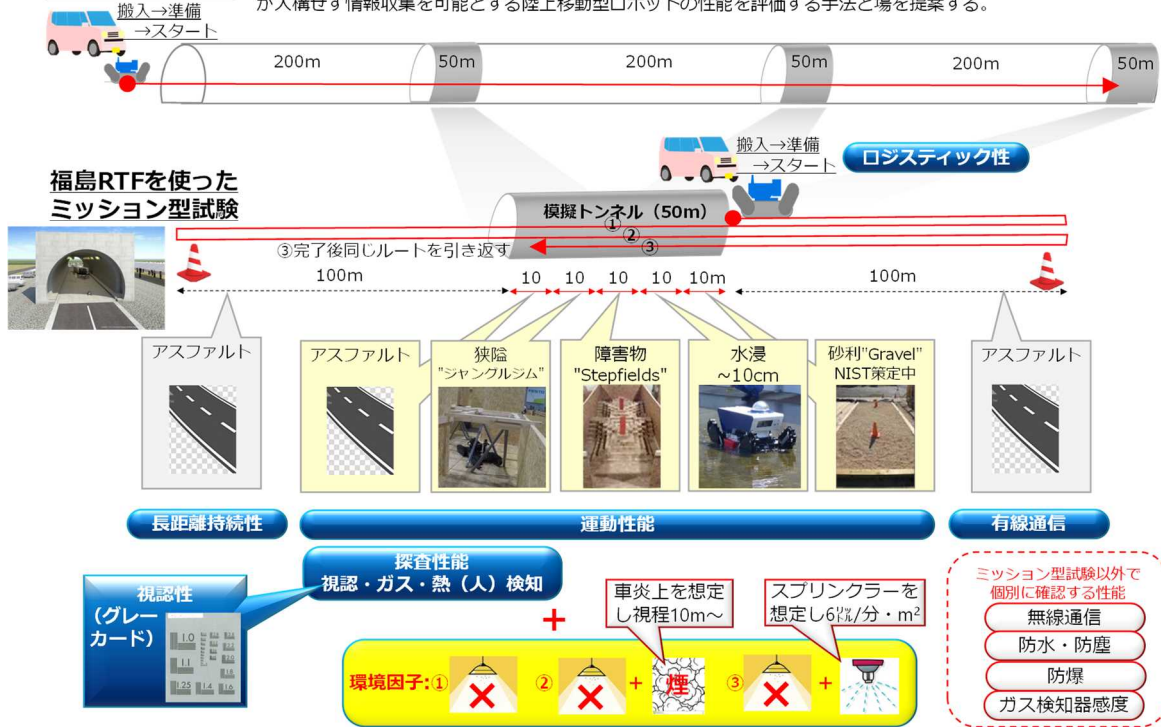 が入構せず情報収集を可能とする陸上移動型ロボットの性能を評価する手法と場を提案する。
搬入→準備
→スタート
200m
50m
200m
50m
200m
50m
搬入→準備
→スタート
ロジスティック性
福島RTFを使った
ミッション型試験
模擬トンネル（50m）
①
②
③
③完了後同じルートを引き返す
100m
10
10
10
10
10m
100m
アスファルト
アスファルト
狭隘
"ジャングルジム"
障害物
"Stepfields"
水浸
~10cm
砂利"Gravel"
NIST策定中
アスファルト
長距離持続性
運動性能
有線通信
探査性能
視認・ガス・熱（人）検知
視認性
（グレー
カード）
1.0
1.1
1.25
1.4
1.6
車炎上を想定
し視程10m～
スプリンクラーを
想定し6㍑/分・m²
+
環境因子:①
②
+
煙
③
+
ミッション型試験以外で
個別に確認する性能
無線通信
防水・防塵
防爆
ガス検知器感度